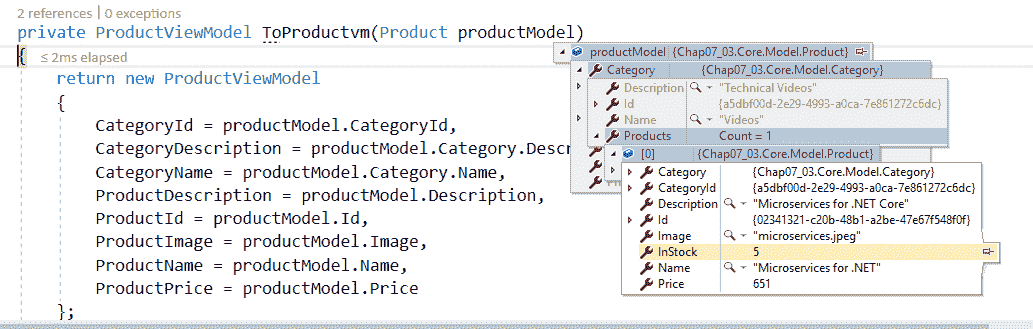 2 references | 0 exceptions
private ProductViewModel ToProductvm(Product productModel)
{ ≤ 2ms elapsed
return new ProductViewModel
{
CategoryId = productModel.CategoryId,
CategoryDescription = productModel.Category.Descr
CategoryName = productModel.Category.Name,
ProductDescription = productModel.Description,
ProductId = productModel.Id,
ProductImage = productModel.Image,
ProductName = productModel.Name,
ProductPrice = productModel.Price
};
productModel {Chap07_03.Core.Model.Product}
Category {Chap07_03.Core.Model.Category}
Description "Technical Videos"
Id {a5dbf00d-2e29-4993-a0ca-7e861272c6dc}
Name "Videos"
Products Count = 1
[0] {Chap07_03.Core.Model.Product}
Category {Chap07_03.Core.Model.Category}
CategoryId {a5dbf00d-2e29-4993-a0ca-7e861272c6dc}
Description "Microservices for .NET Core"
Id {02341321-c20b-48b1-a2be-47e67f548f0f}
Image "microservices.jpeg"
InStock 5
Name "Microservices for .NET"
Price 651